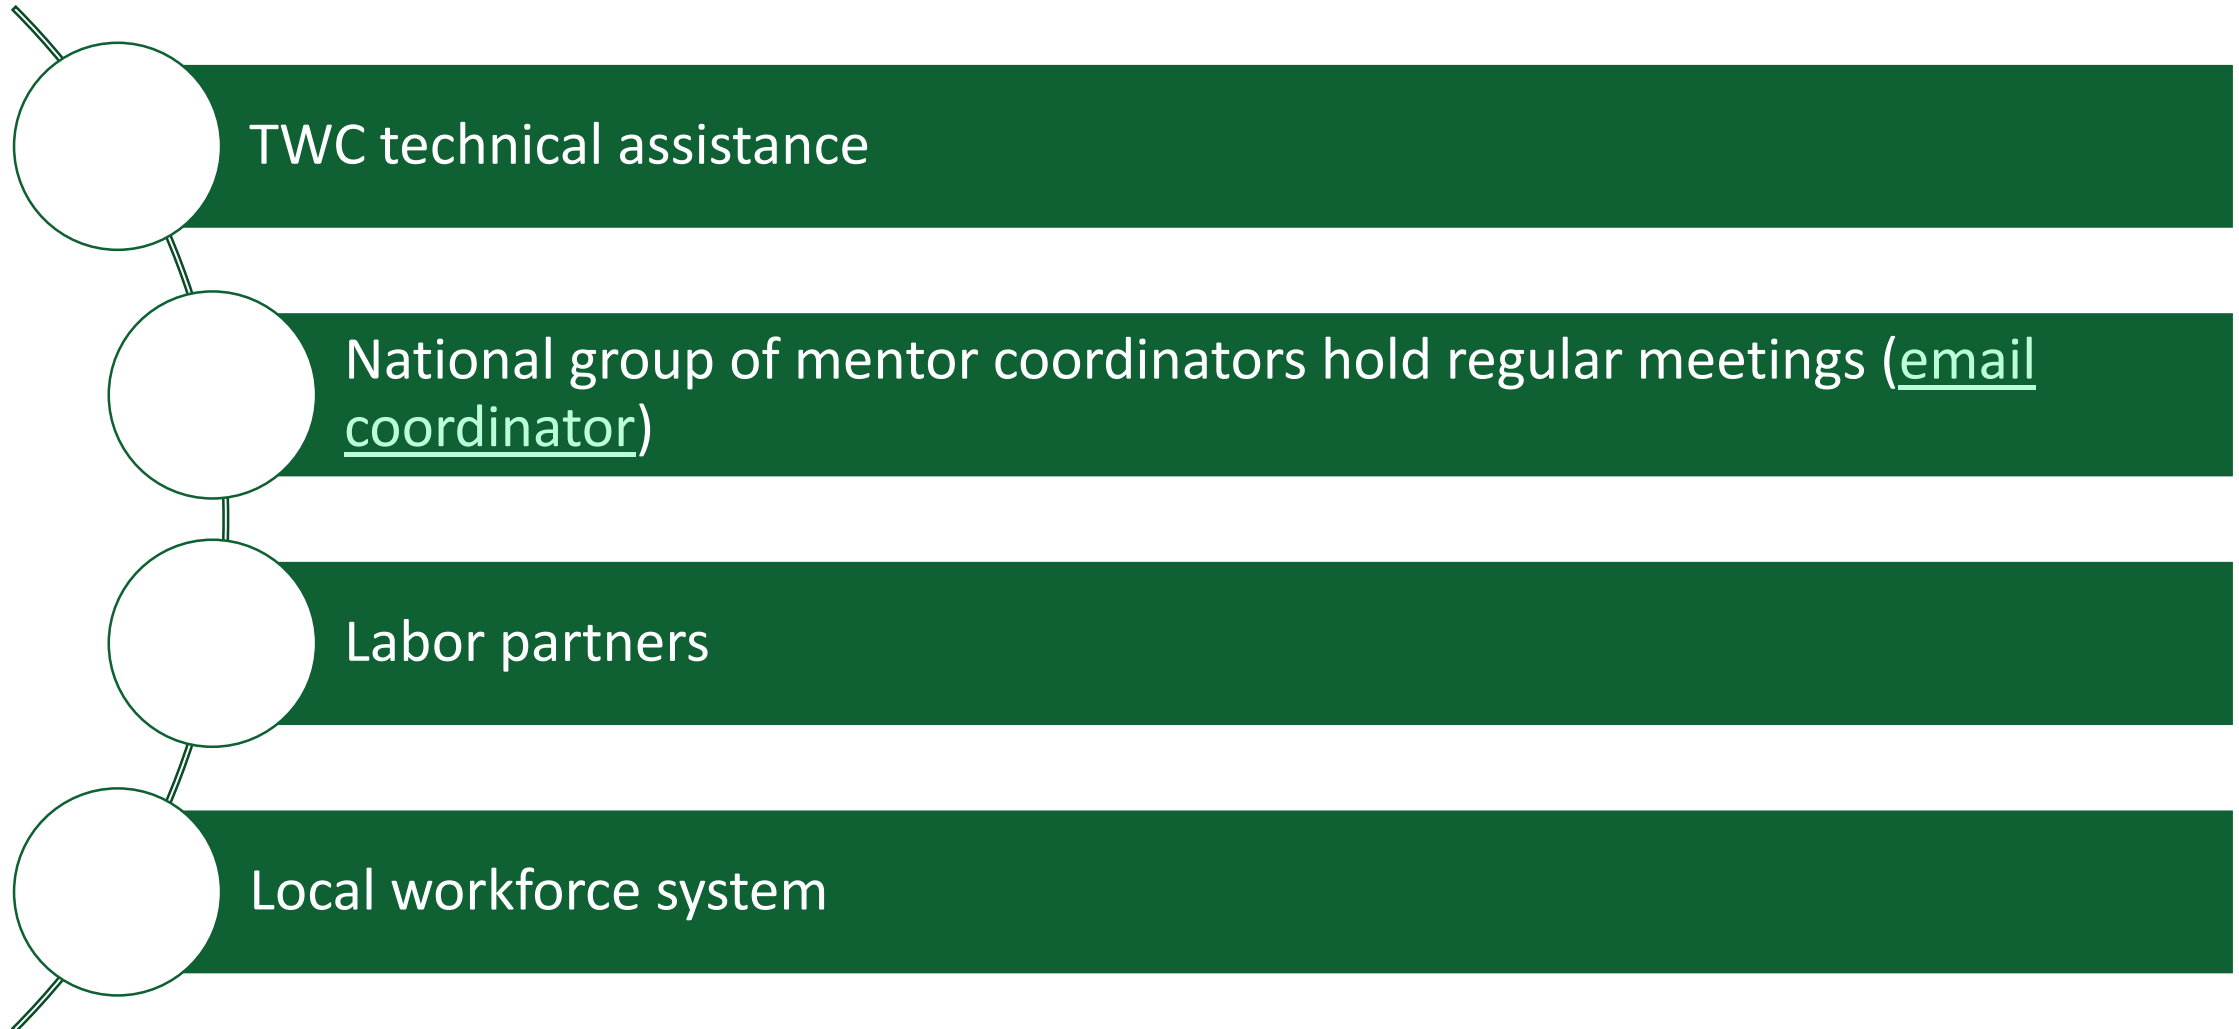 TWC technical assistance
National group of mentor coordinators hold regular meetings (email
coordinator)
Labor partners
Local workforce system